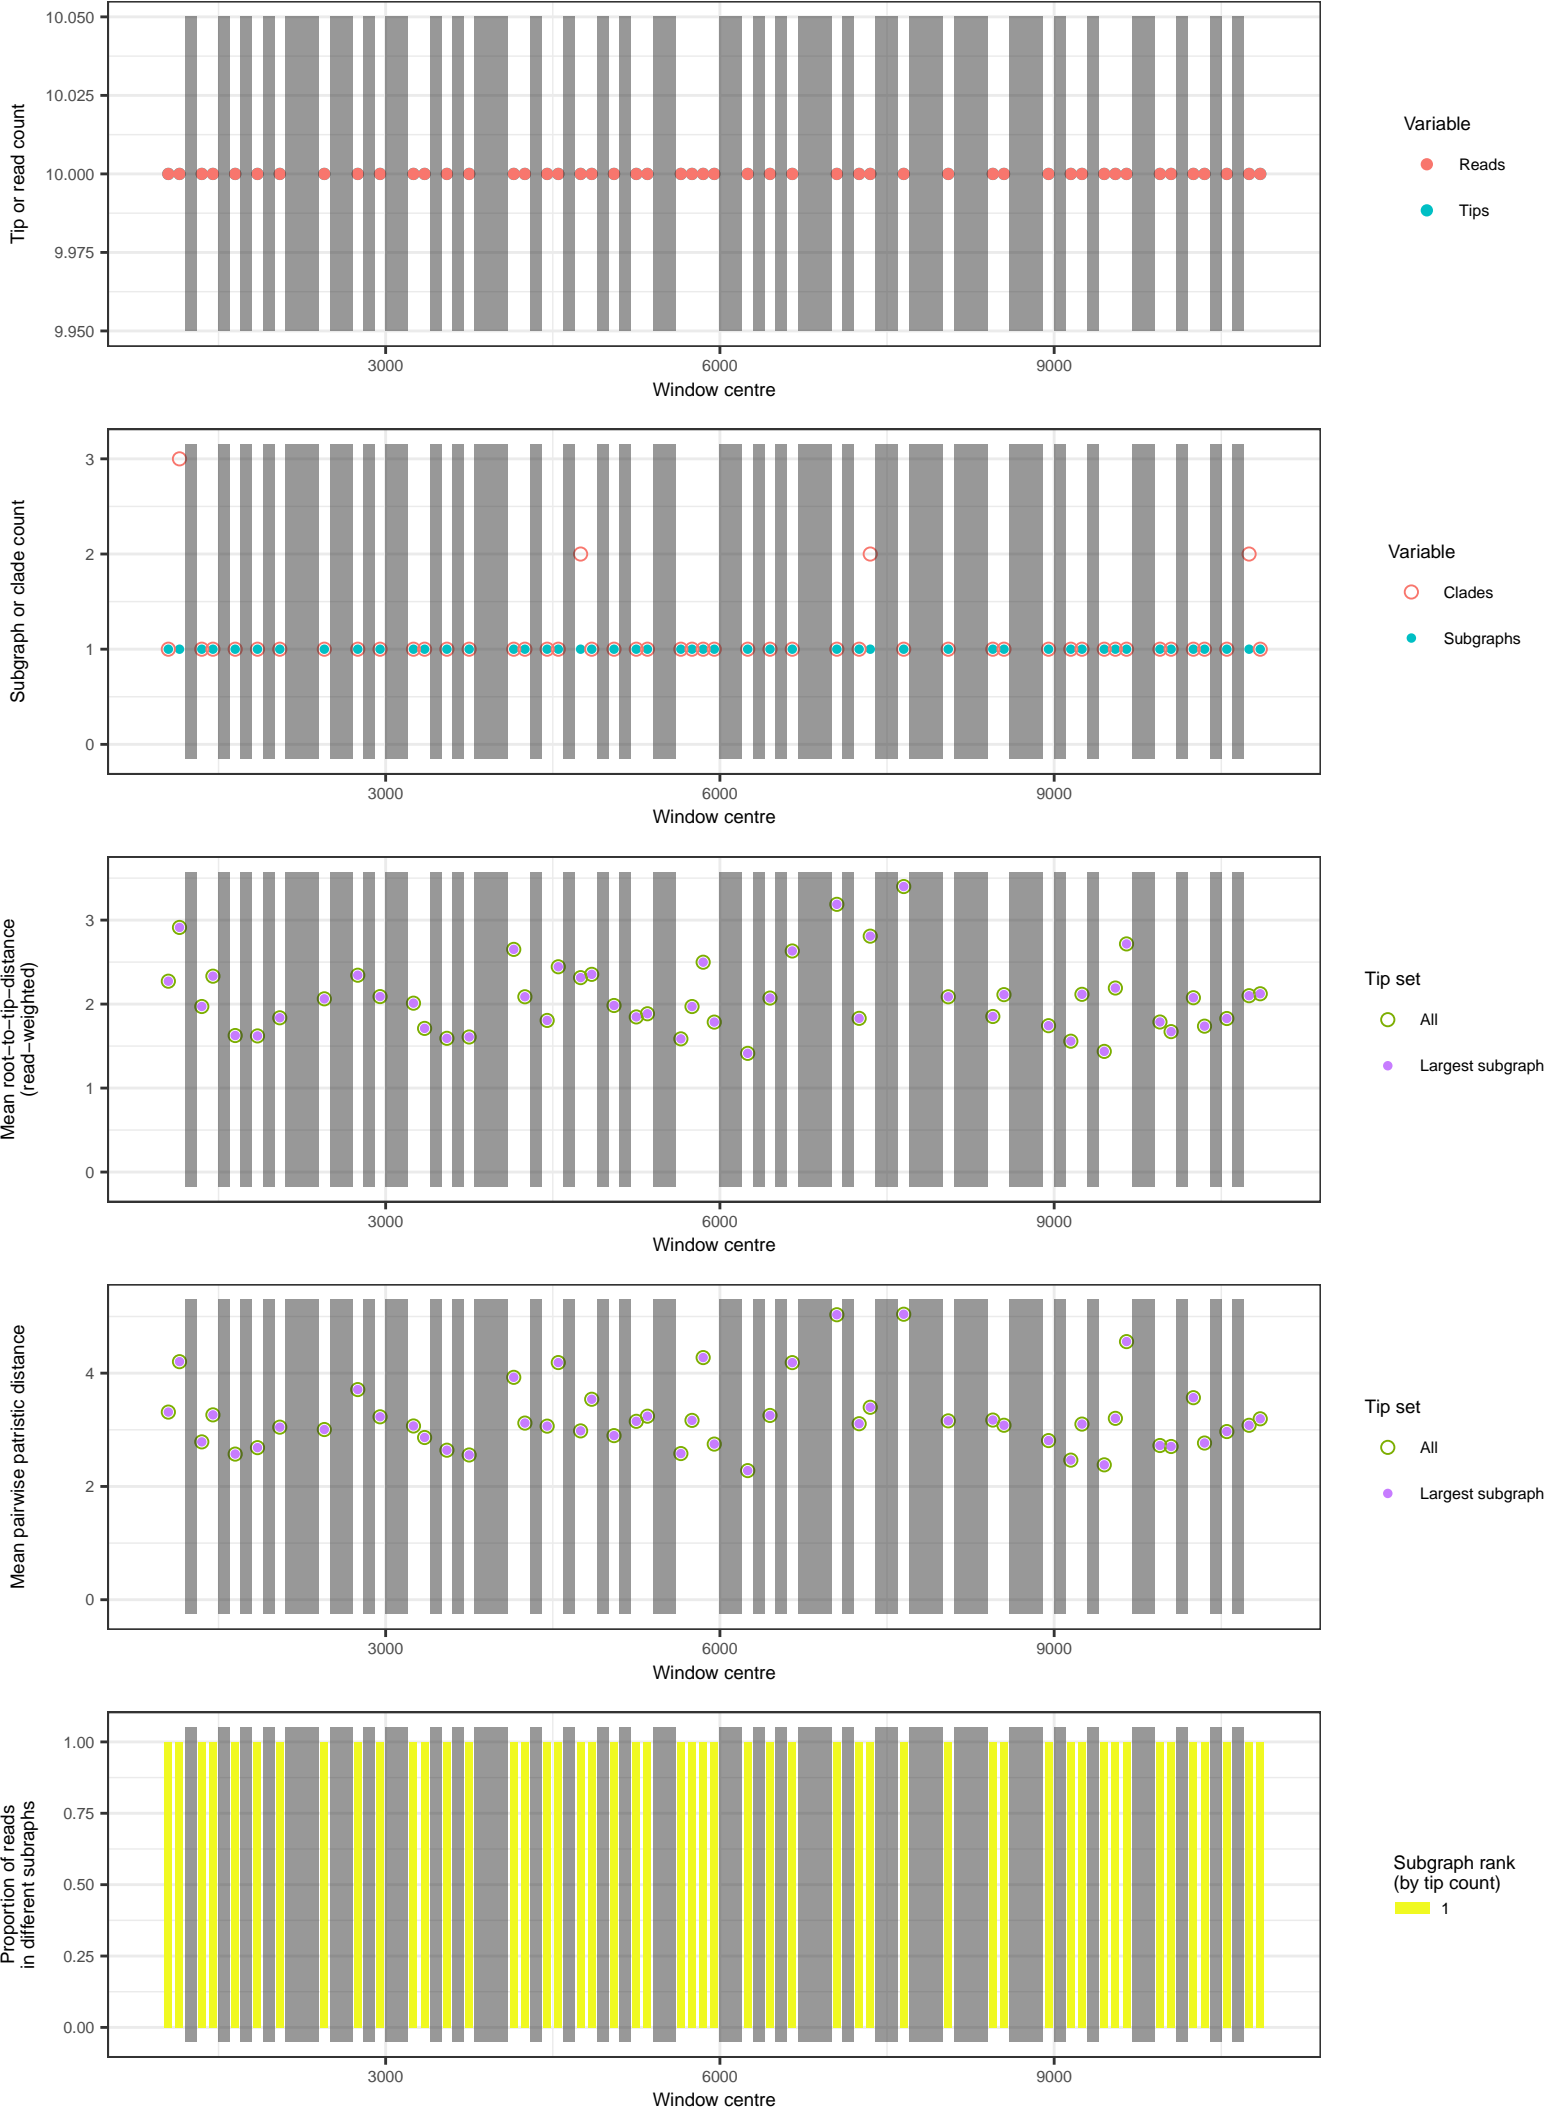 10.050
10.025
10.000
9.975
9.950
Tip or read count
3000
6000
9000
Window centre
Variable
Reads
Tips
3
2
1
0
Subgraph or clade count
3000
6000
9000
Window centre
Variable
Clades
Subgraphs
3
2
1
0
Mean root−to−tip−distance
(read−weighted)
3000
6000
9000
Window centre
Tip set
All
Largest subgraph
4
2
0
Mean pairwise patristic distance
3000
6000
9000
Window centre
Tip set
All
Largest subgraph
1.00
0.75
0.50
0.25
0.00
Proportion of reads
in different subraphs
3000
6000
9000
Window centre
Subgraph rank
(by tip count)
1